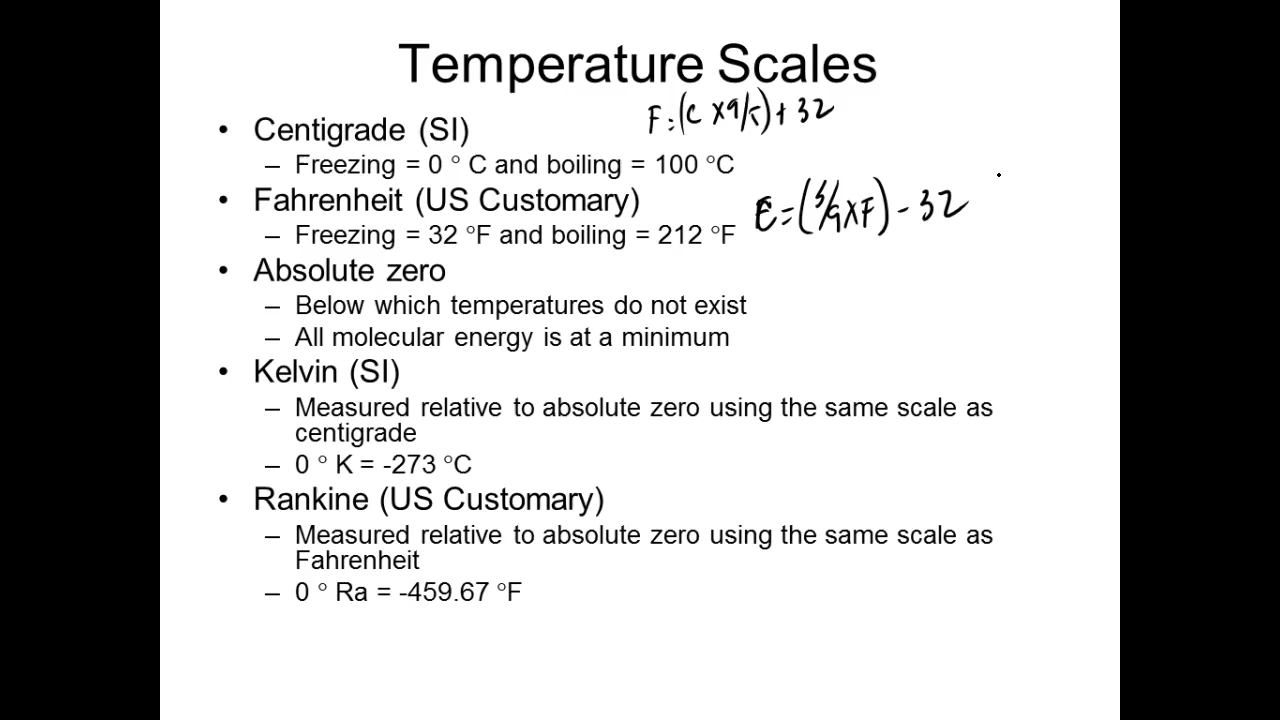 Temperature Scales
F = (C x 9/5) + 32
• Centigrade (SI)
– Freezing = 0 ° C and boiling = 100 °C
• Fahrenheit (US Customary)
C = (5/9 x F) - 32
– Freezing = 32 °F and boiling = 212 °F
• Absolute zero
– Below which temperatures do not exist
– All molecular energy is at a minimum
• Kelvin (SI)
– Measured relative to absolute zero using the same scale as
centigrade
– 0 ° K = -273 °C
• Rankine (US Customary)
– Measured relative to absolute zero using the same scale as
Fahrenheit
– 0 ° Ra = -459.67 °F